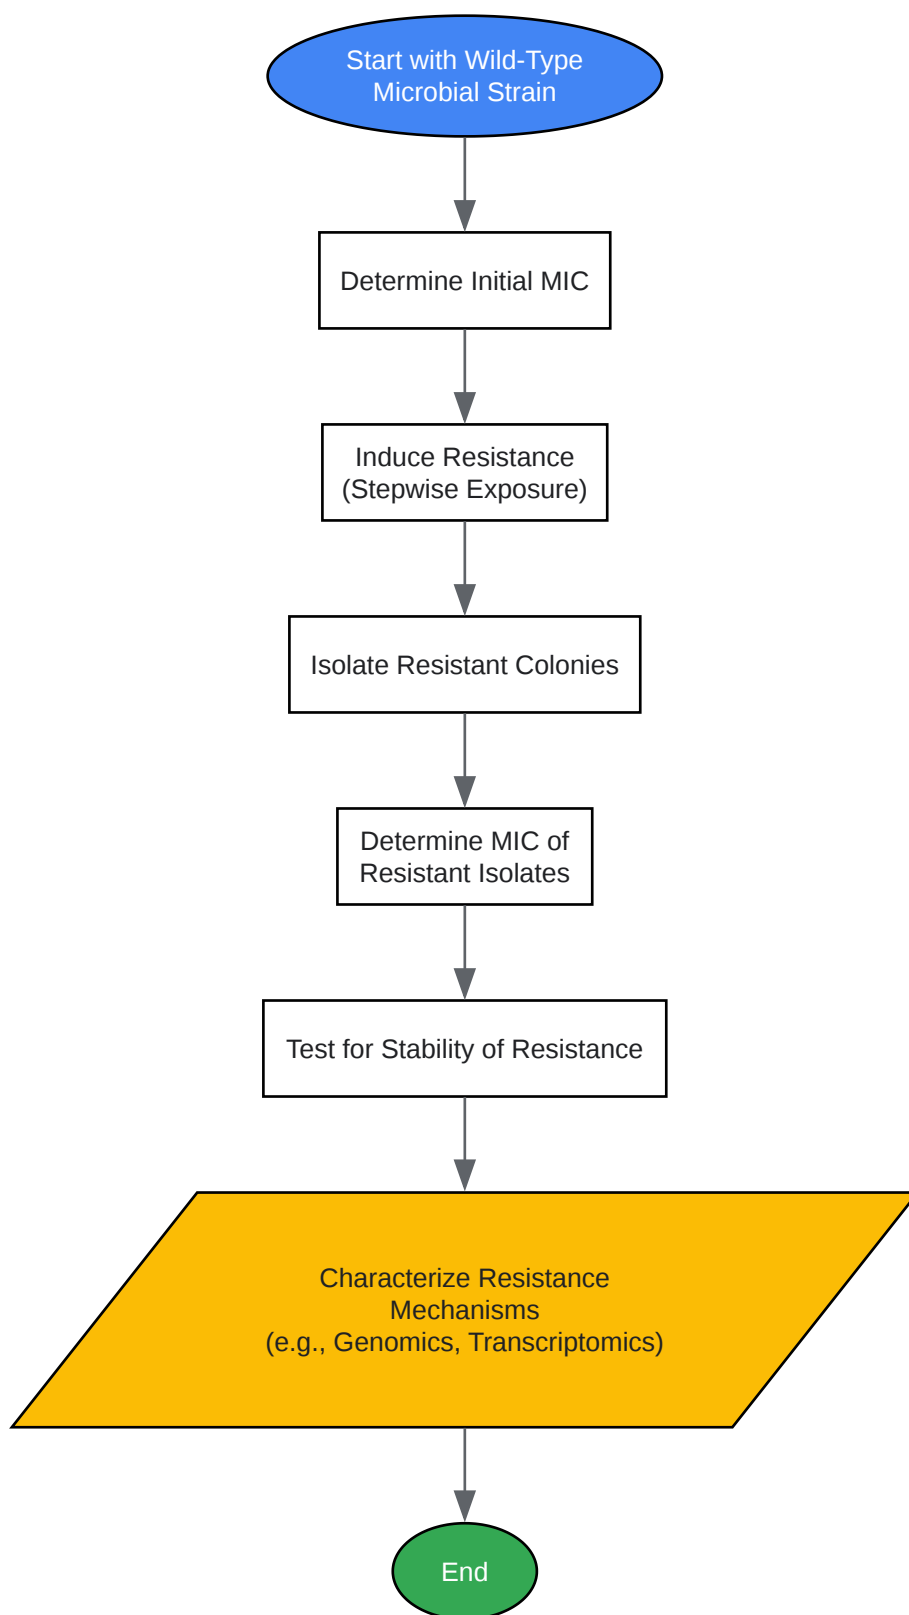 Start with Wild-Type
Microbial Strain
Determine Initial MIC
Induce Resistance
(Stepwise Exposure)
Isolate Resistant Colonies
Determine MIC of
Resistant Isolates
Test for Stability of Resistance
Characterize Resistance
Mechanisms
(e.g., Genomics, Transcriptomics)
End